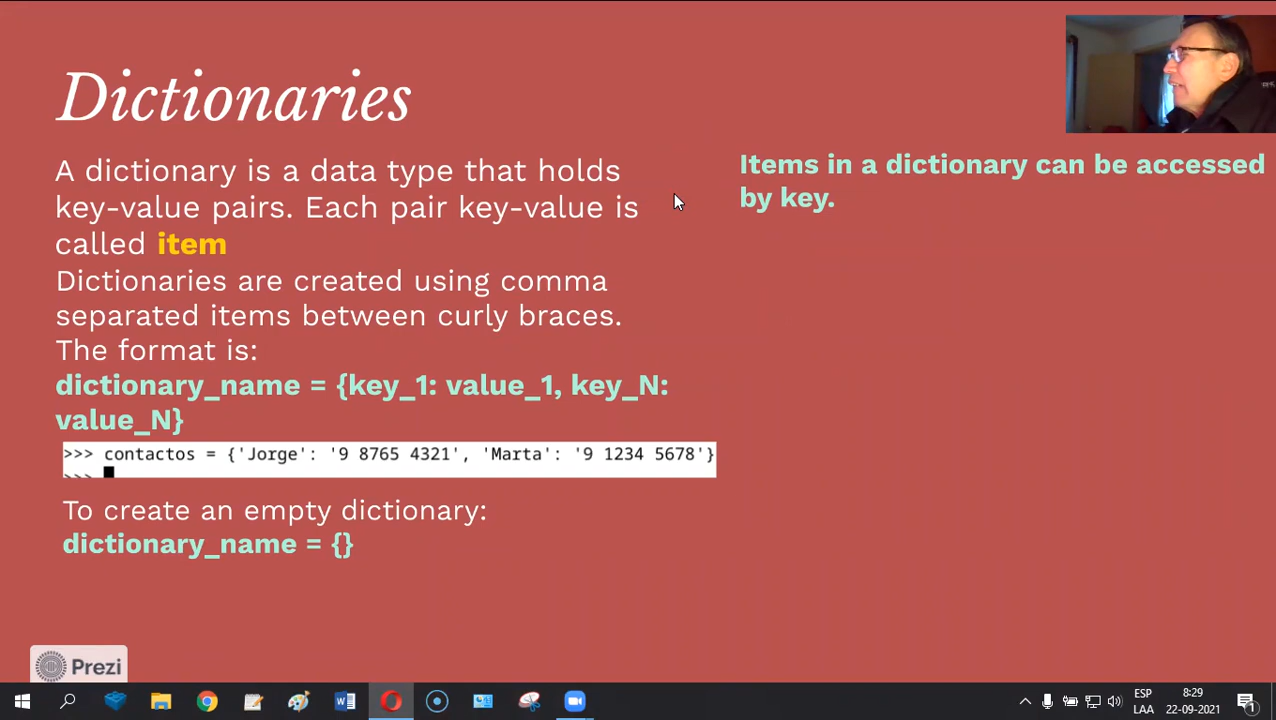 Dictionaries
A dictionary is a data type that holds
key-value pairs. Each pair key-value is
called item
Dictionaries are created using comma
separated items between curly braces.
The format is:
dictionary_name = {key_1: value_1, key_N:
value_N}
>>> contactos = {'Jorge': '9 8765 4321', 'Marta': '9 1234 5678'}
>>>
To create an empty dictionary:
dictionary_name = {}
Items in a dictionary can be accessed
by key.
Prezi
ESP
LAA
8:29
22-09-2021
1